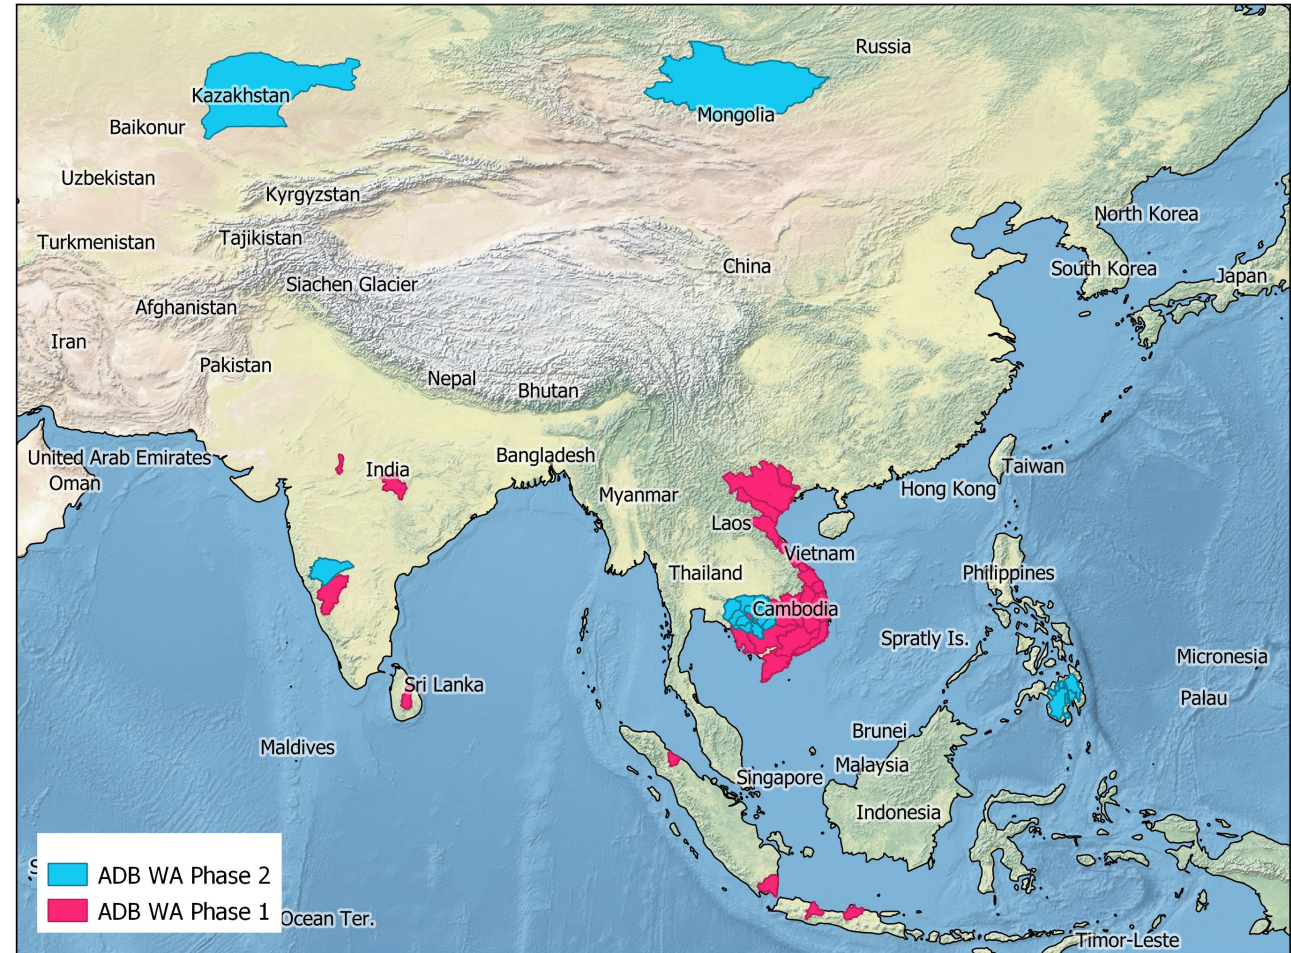 Russia
Kazakhstan
Mongolia
Baikonur
Uzbekistan
Kyrgyzstan
North Korea
Turkmenistan
Tajikistan
China
South Korea
Japan
Siachen Glacier
Afghanistan
Iran
Pakistan
Nepal
Bhutan
United Arab Emirates
Oman
India
Bangladesh
Taiwan
Myanmar
Hong Kong
Laos
Vietnam
Thailand
Philippines
Cambodia
Spratly Is.
Micronesia
Sri Lanka
Palau
Maldives
Brunei
Malaysia
Singapore
Indonesia
ADB WA Phase 2
ADB WA Phase 1
Ocean Ter.
Timor-Leste